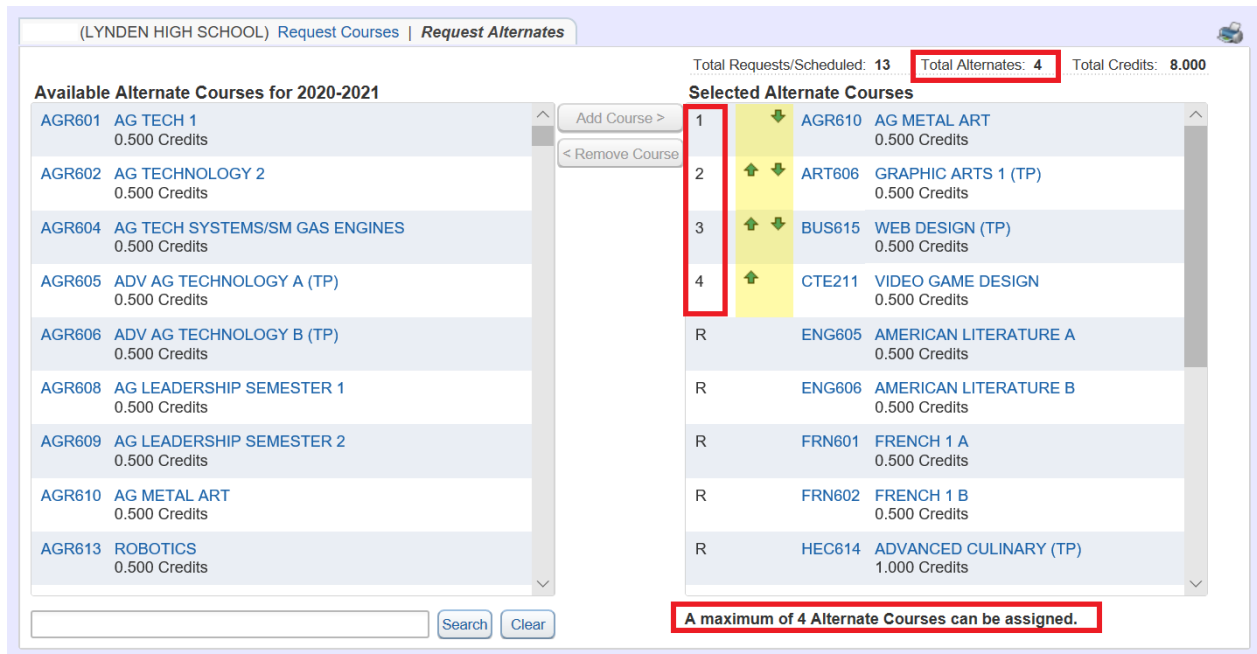 (LYNDEN HIGH SCHOOL) Request Courses | Request Alternates
Total Requests/Scheduled: 13 Total Alternates: 4 Total Credits: 8.000
Available Alternate Courses for 2020-2021
AGR601 AG TECH 1
0.500 Credits
AGR602 AG TECHNOLOGY 2
0.500 Credits
AGR604 AG TECH SYSTEMS/SM GAS ENGINES
0.500 Credits
AGR605 ADV AG TECHNOLOGY A (TP)
0.500 Credits
AGR606 ADV AG TECHNOLOGY B (TP)
0.500 Credits
AGR608 AG LEADERSHIP SEMESTER 1
0.500 Credits
AGR609 AG LEADERSHIP SEMESTER 2
0.500 Credits
AGR610 AG METAL ART
0.500 Credits
AGR613 ROBOTICS
0.500 Credits
Search Clear
Add Course >
< Remove Course
Selected Alternate Courses
1 AGR610 AG METAL ART
0.500 Credits
2 ART606 GRAPHIC ARTS 1 (TP)
0.500 Credits
3 BUS615 WEB DESIGN (TP)
0.500 Credits
4 CTE211 VIDEO GAME DESIGN
0.500 Credits
R ENG605 AMERICAN LITERATURE A
0.500 Credits
R ENG606 AMERICAN LITERATURE B
0.500 Credits
R FRN601 FRENCH 1 A
0.500 Credits
R FRN602 FRENCH 1 B
0.500 Credits
R HEC614 ADVANCED CULINARY (TP)
1.000 Credits
A maximum of 4 Alternate Courses can be assigned.